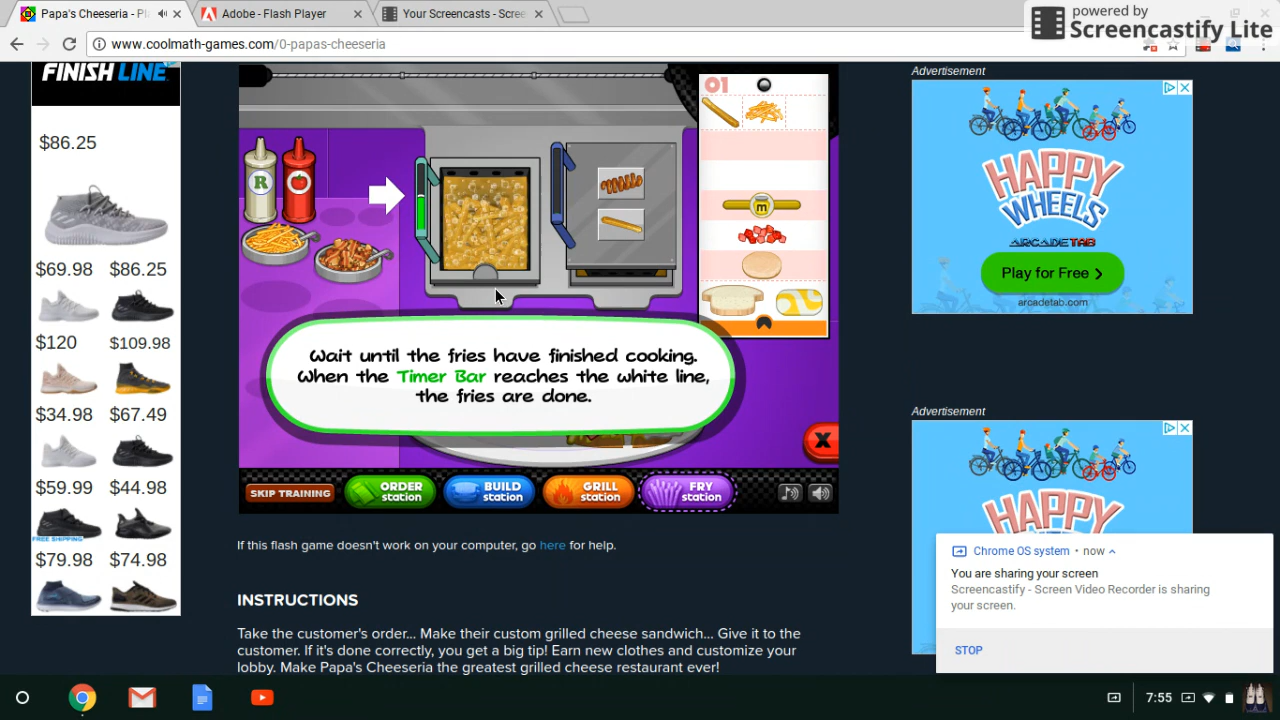 Papa's Cheeseria - Pl
Adobe - Flash Player
Your Screencasts - Scree
powered by
Screencastify Lite
www.coolmath-games.com/0-papas-cheeseria
FINISH LINE
$86.25
$69.98 $86.25
$120 $109.98
$34.98 $67.49
$59.99 $44.98
FREE SHIPPING
$79.98 $74.98
01
R
m
Wait until the fries have finished cooking.
When the Timer Bar reaches the white line,
the fries are done.
X
SKIP TRAINING
ORDER
station
BUILD
station
GRILL
station
FRY
station
If this flash game doesn't work on your computer, go here for help.
INSTRUCTIONS
Take the customer's order... Make their custom grilled cheese sandwich... Give it to the
customer. If it's done correctly, you get a big tip! Earn new clothes and customize your
lobby. Make Papa's Cheeseria the greatest grilled cheese restaurant ever!
Advertisement
HAPPY
WHEELS
ARCADETAB
Play for Free
arcadetab.com
Advertisement
HAPPY
Chrome OS system • now
You are sharing your screen
Screencastify - Screen Video Recorder is sharing
your screen.
STOP
7:55